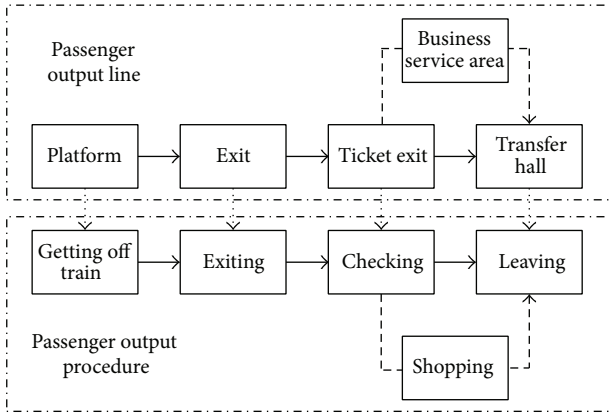 Passenger
output line
Business
service area
Platform
Exit
Ticket exit
Transfer
hall
Getting off
train
Exiting
Checking
Leaving
Passenger output
procedure
Shopping